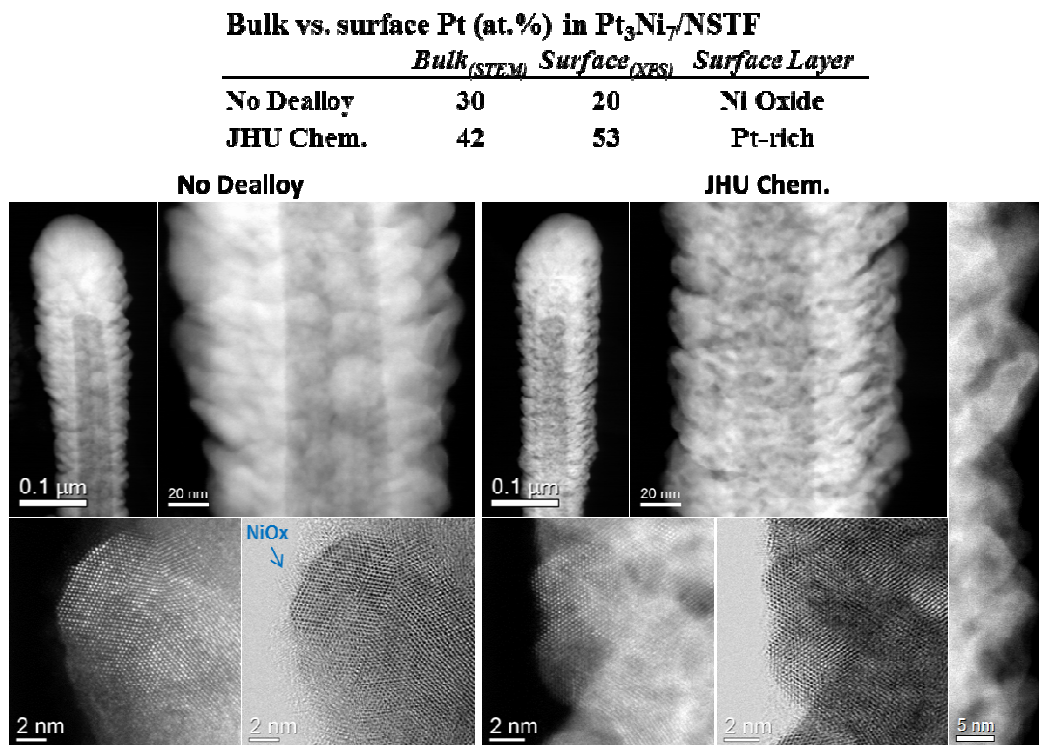 Bulk vs. surface Pt (at.%) in Pt₃Ni₇/NSTF
Bulk(STEM) Surface(XPS) Surface Layer
No Dealloy 30 20 Ni Oxide
JHU Chem. 42 53 Pt-rich
No Dealloy JHU Chem.
0.1 µm 20 nm 0.1 µm 20 nm
NiOx
2 nm 2 nm 2 nm 2 nm 5 nm